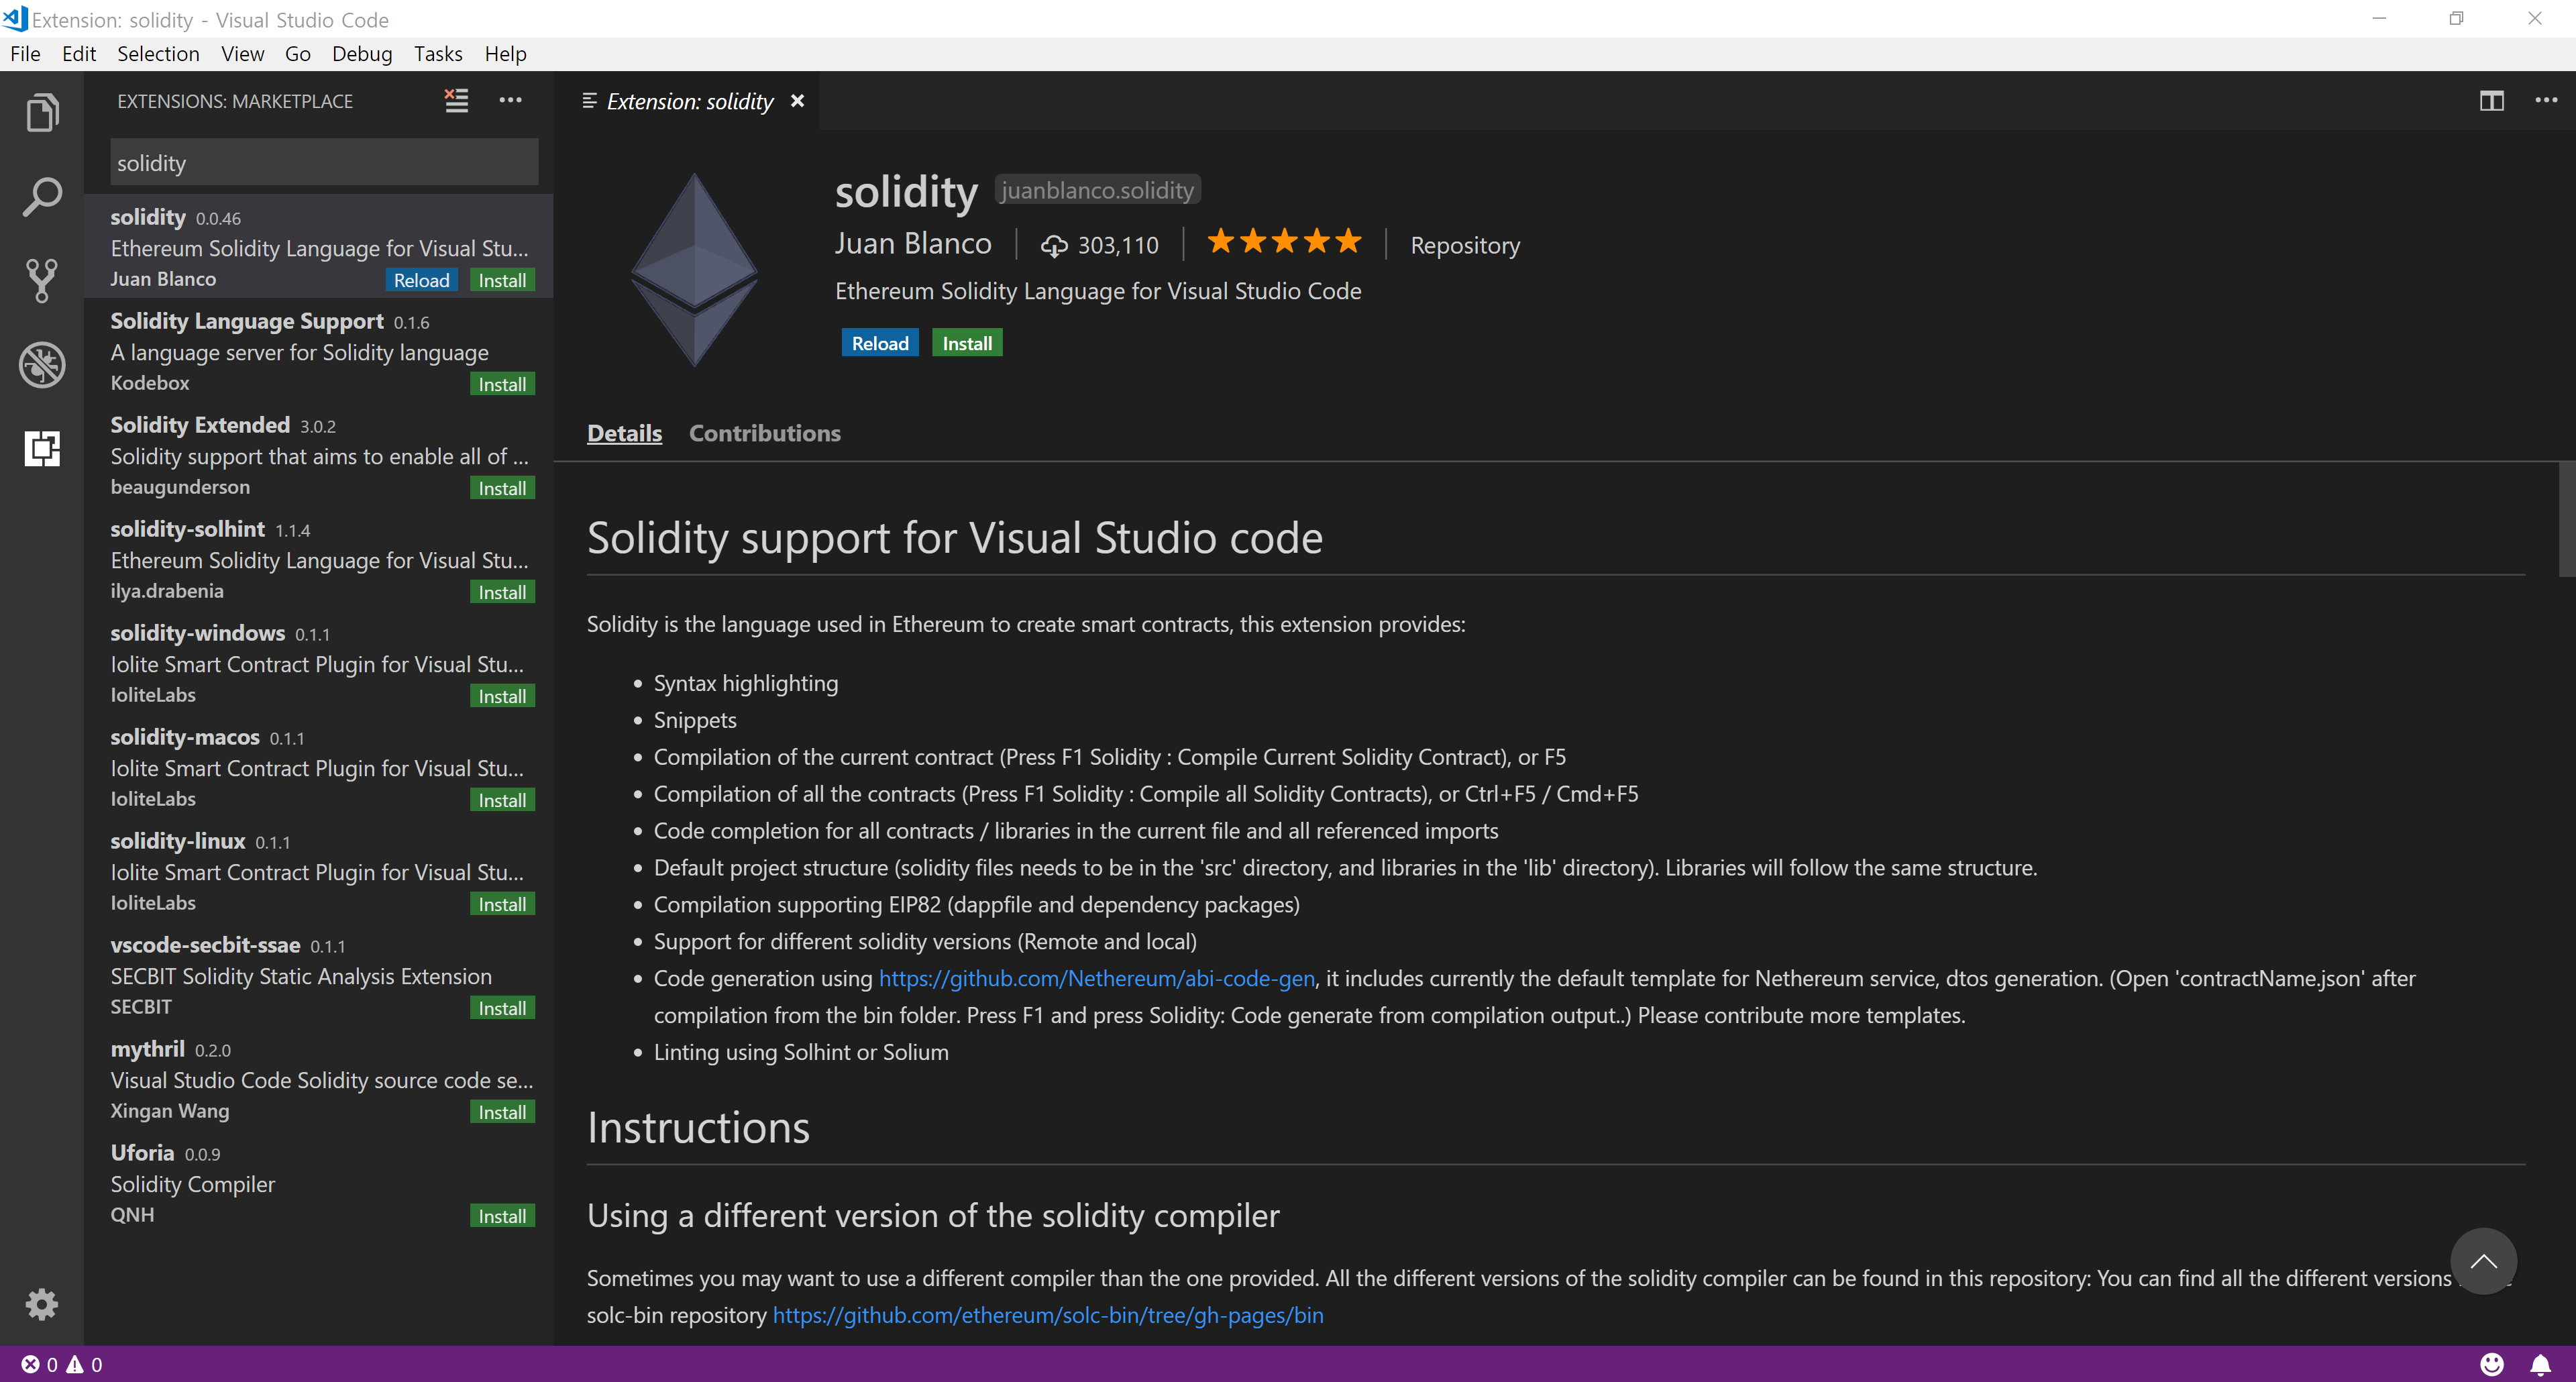 Extension: solidity - Visual Studio Code
File Edit Selection View Go Debug Tasks Help
EXTENSIONS: MARKETPLACE
solidity
solidity 0.0.46
Ethereum Solidity Language for Visual Stu...
Juan Blanco Reload Install
Solidity Language Support 0.1.6
A language server for Solidity language
Kodebox Install
Solidity Extended 3.0.2
Solidity support that aims to enable all of ...
beaugunderson Install
solidity-solhint 1.1.4
Ethereum Solidity Language for Visual Stu...
ilya.drabenia Install
solidity-windows 0.1.1
Iolite Smart Contract Plugin for Visual Stu...
IoliteLabs Install
solidity-macos 0.1.1
Iolite Smart Contract Plugin for Visual Stu...
IoliteLabs Install
solidity-linux 0.1.1
Iolite Smart Contract Plugin for Visual Stu...
IoliteLabs Install
vscode-secbit-ssae 0.1.1
SECBIT Solidity Static Analysis Extension
SECBIT Install
mythril 0.2.0
Visual Studio Code Solidity source code se...
Xingan Wang Install
Uforia 0.0.9
Solidity Compiler
QNH Install
Extension: solidity
solidity juanblanco.solidity
Juan Blanco 303,110 Repository
Ethereum Solidity Language for Visual Studio Code
Reload Install
Details Contributions
Solidity support for Visual Studio code
Solidity is the language used in Ethereum to create smart contracts, this extension provides:
• Syntax highlighting
• Snippets
• Compilation of the current contract (Press F1 Solidity : Compile Current Solidity Contract), or F5
• Compilation of all the contracts (Press F1 Solidity : Compile all Solidity Contracts), or Ctrl+F5 / Cmd+F5
• Code completion for all contracts / libraries in the current file and all referenced imports
• Default project structure (solidity files needs to be in the 'src' directory, and libraries in the 'lib' directory). Libraries will follow the same structure.
• Compilation supporting EIP82 (dappfile and dependency packages)
• Support for different solidity versions (Remote and local)
• Code generation using https://github.com/Nethereum/abi-code-gen, it includes currently the default template for Nethereum service, dtos generation. (Open 'contractName.json' after
compilation from the bin folder. Press F1 and press Solidity: Code generate from compilation output..) Please contribute more templates.
• Linting using Solhint or Solium
Instructions
Using a different version of the solidity compiler
Sometimes you may want to use a different compiler than the one provided. All the different versions of the solidity compiler can be found in this repository: You can find all the different versions
solc-bin repository https://github.com/ethereum/solc-bin/tree/gh-pages/bin
0 0